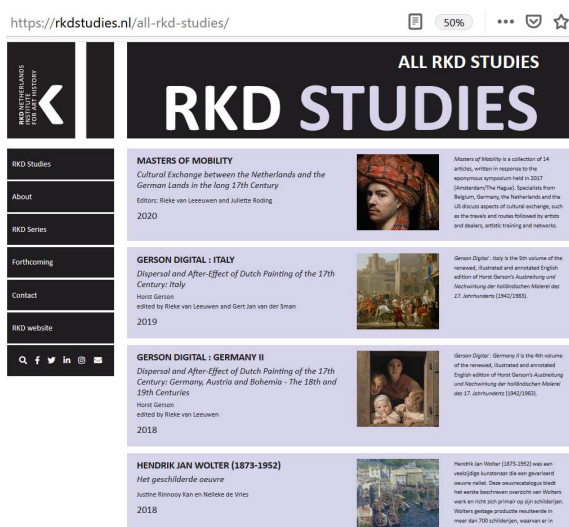 https://rkdstudies.nl/all-rkd-studies/
50%
RKD NETHERLANDS
INSTITUTE
FOR ART HISTORY
ALL RKD STUDIES
RKD STUDIES
RKD Studies
About
RKD Series
Forthcoming
Contact
RKD website
MASTERS OF MOBILITY
Cultural Exchange between the Netherlands and the
German Lands in the long 17th Century
Editors: Rieke van Leeeuwen and Juliette Roding
2020
Masters of Mobility is a collection of 14
articles, written in response to the
eponymous symposium held in 2017
(Amsterdam/The Hague). Specialists from
Belgium, Germany, the Netherlands and the
US discuss aspects of cultural exchange, such
as the travels and routes followed by artists
and dealers, artistic training and networks.
GERSON DIGITAL : ITALY
Dispersal and After-Effect of Dutch Painting of the 17th
Century: Italy
Horst Gerson
edited by Rieke van Leeuwen and Gert Jan van der Sman
2019
Gerson Digital : Italy is the 5th volume of the
renewed, illustrated and annotated English
edition of Horst Gerson's Ausbreitung und
Nachwirkung der holländischen Malerei des
17. Jahrhunderts (1942/1983).
GERSON DIGITAL : GERMANY II
Dispersal and After-Effect of Dutch Painting of the 17th
Century: Germany, Austria and Bohemia - The 18th and
19th Centuries
Horst Gerson
edited by Rieke van Leeuwen
2018
Gerson Digital : Germany II is the 4th volume
of the renewed, illustrated and annotated
English edition of Horst Gerson's Ausbreitung
und Nachwirkung der holländischen Malerei
des 17. Jahrhunderts (1942/1983).
HENDRIK JAN WOLTER (1873-1952)
Het geschilderde oeuvre
Justine Rinnooy Kan en Nelleke de Vries
2018
Hendrik Jan Wolter (1873-1952) was een
veelzijdige kunstenaar die een gevarieerd
oeuvre naliet. Deze oeuvrecatalogus biedt
het eerste beschreven overzicht van Wolters
werk en richt zich primair op zijn schilderijen.
Wolters gestage productie resulteerde in
meer dan 700 schilderijen, waarvan er in